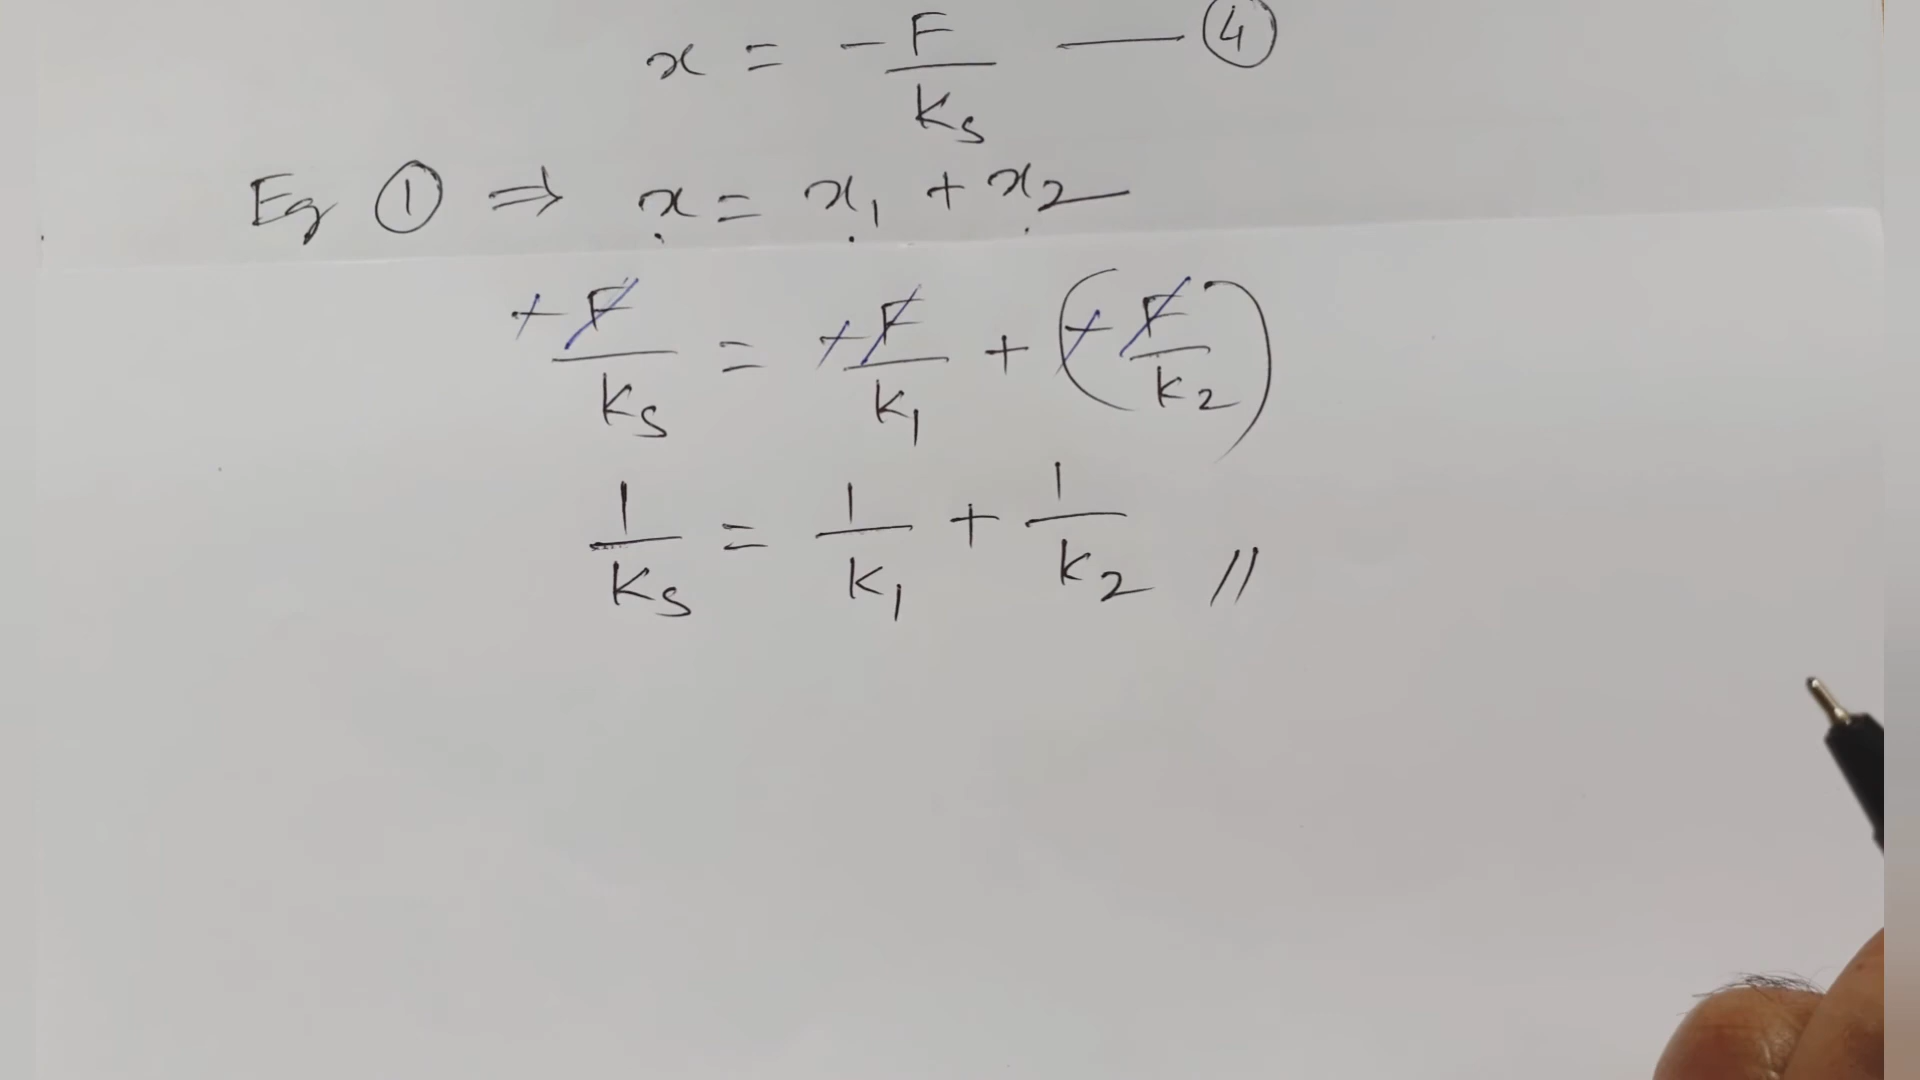 x = -F/Ks —— ④
Eq ① ⇒ x = x₁ + x₂
-F/Ks = -F/K₁ + (-F/K₂)
1/Ks = 1/K₁ + 1/K₂ //